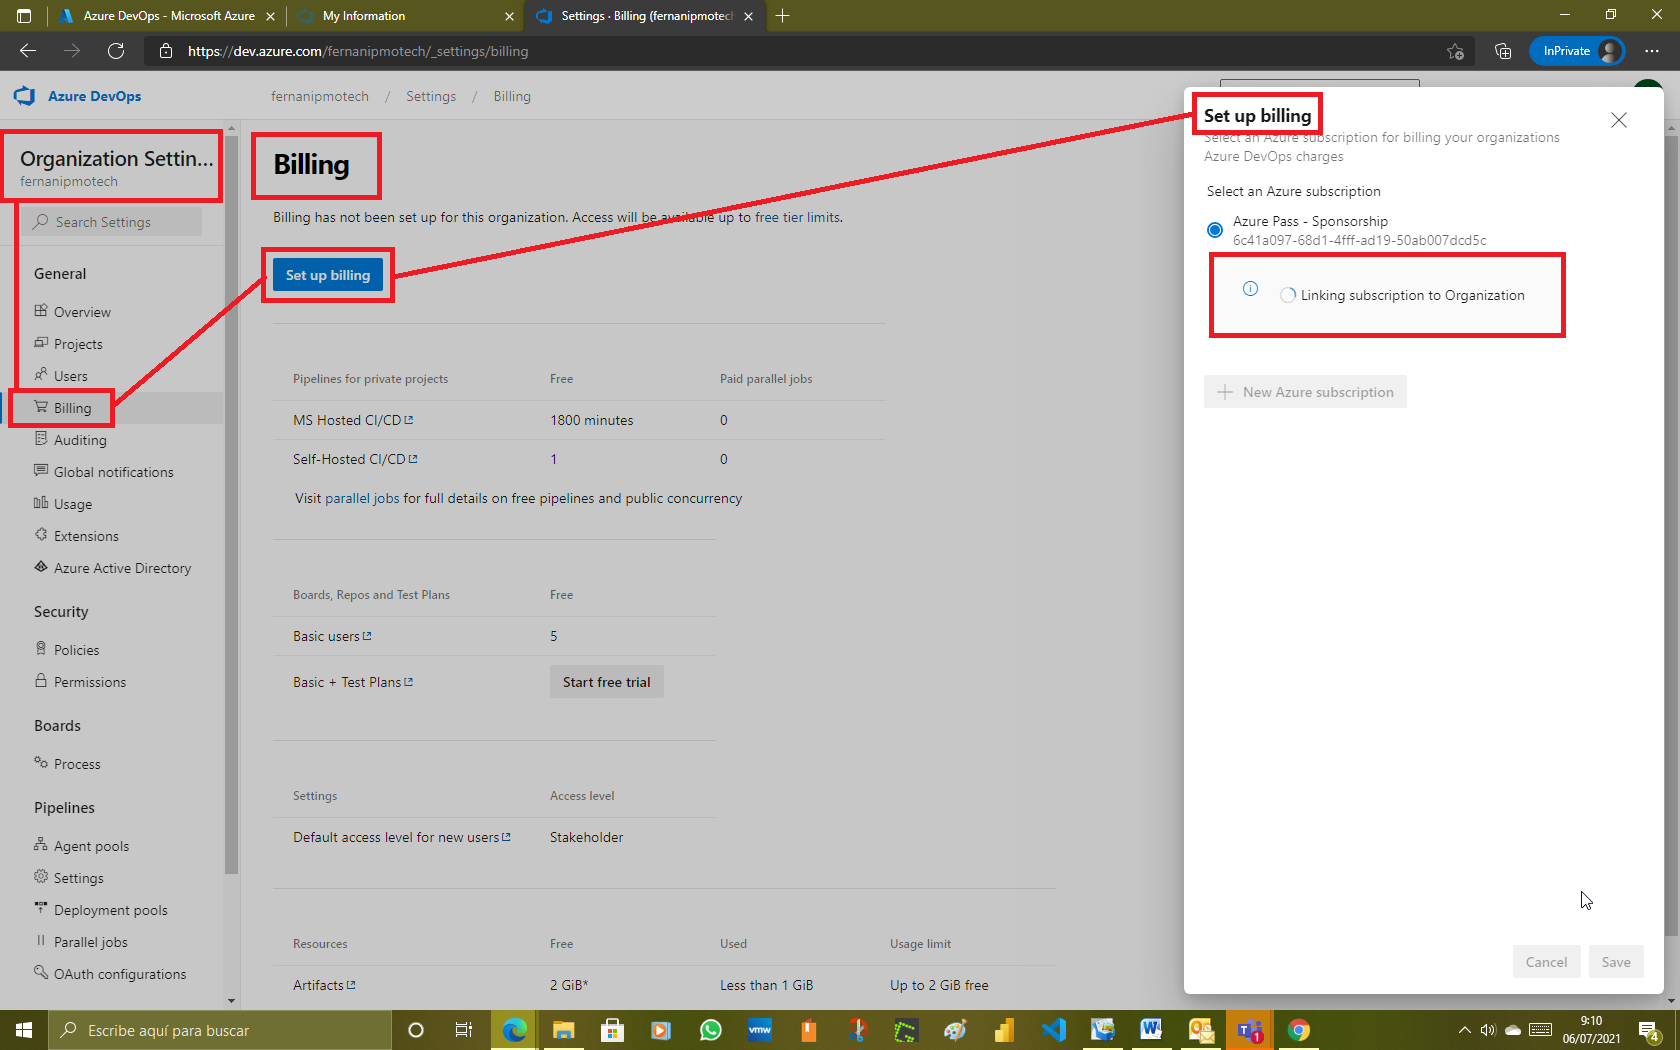 Azure DevOps - Microsoft Azure
My Information
Settings · Billing (fernanipmotech
https://dev.azure.com/fernanipmotech/_settings/billing
InPrivate
Azure DevOps
fernanipmotech / Settings / Billing
Organization Settin...
fernanipmotech
Search Settings
General
Overview
Projects
Users
Billing
Auditing
Global notifications
Usage
Extensions
Azure Active Directory
Security
Policies
Permissions
Boards
Process
Pipelines
Agent pools
Settings
Deployment pools
Parallel jobs
OAuth configurations
Billing
Billing has not been set up for this organization. Access will be available up to free tier limits.
Set up billing
Pipelines for private projects Free Paid parallel jobs
MS Hosted CI/CD 1800 minutes 0
Self-Hosted CI/CD 1 0
Visit parallel jobs for full details on free pipelines and public concurrency
Boards, Repos and Test Plans Free
Basic users 5
Basic + Test Plans Start free trial
Settings Access level
Default access level for new users Stakeholder
Resources Free Used Usage limit
Artifacts 2 GiB* Less than 1 GiB Up to 2 GiB free
Set up billing
Select an Azure subscription for billing your organizations
Azure DevOps charges
Select an Azure subscription
Azure Pass - Sponsorship
6c41a097-68d1-4fff-ad19-50ab007dcd5c
Linking subscription to Organization
New Azure subscription
Cancel
Save
Escribe aquí para buscar
vmw
1
9:10
06/07/2021
4